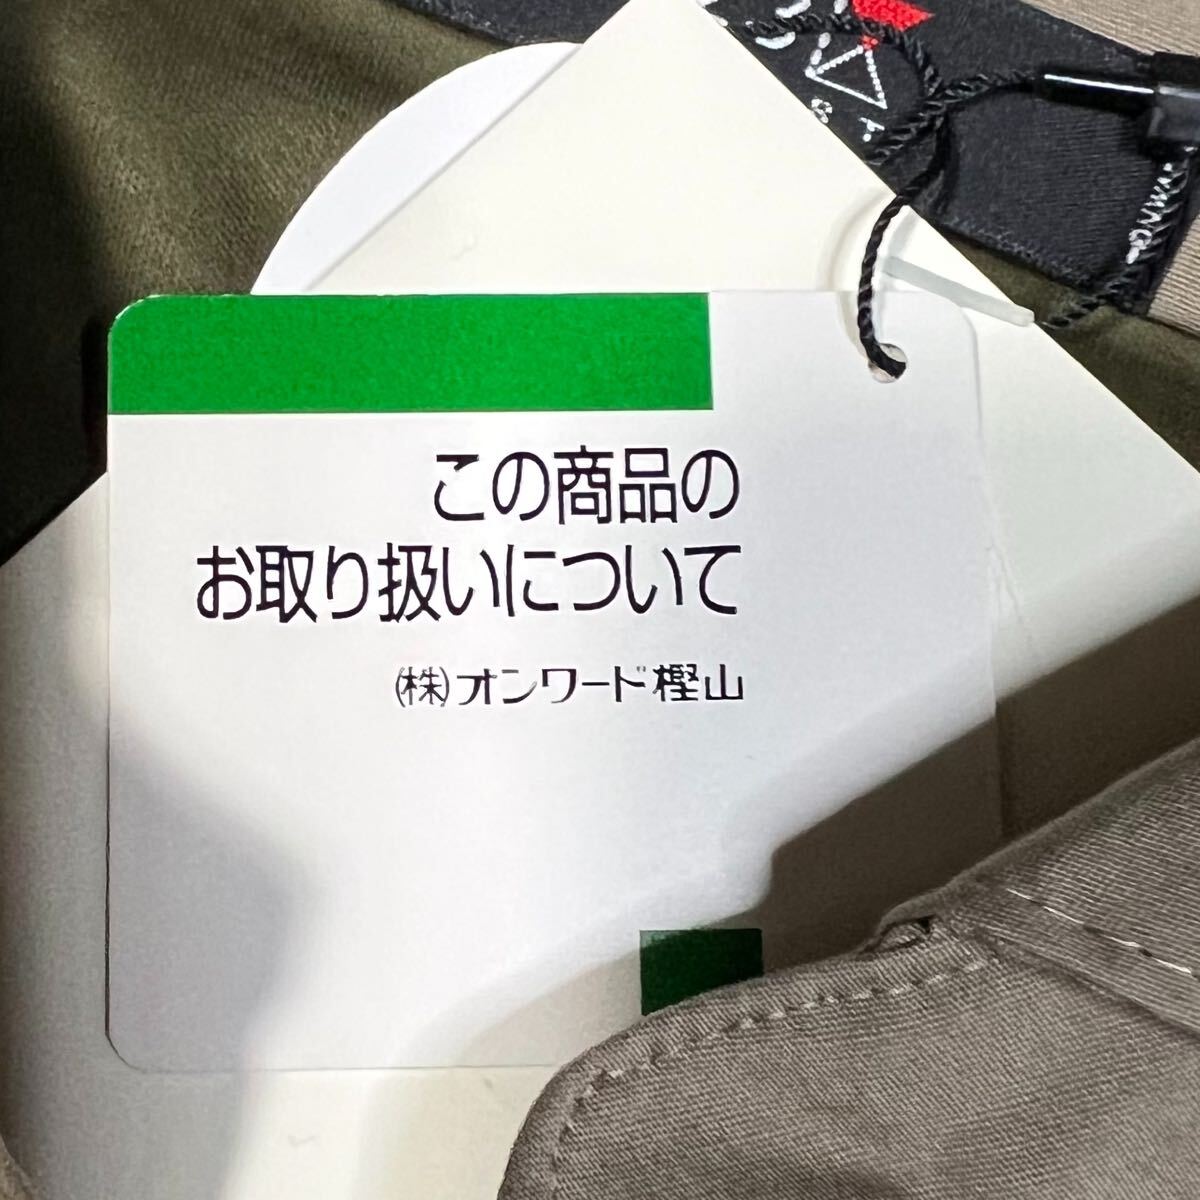 この商品の
お取り扱いについて
(株)オンワード樫山